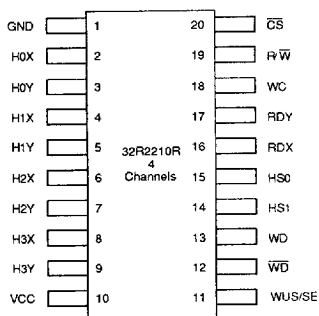 GND 1 20 C̅S̅
H0X 2 19 R/W̅
H0Y 3 18 WC
H1X 4 17 RDY
H1Y 5 16 RDX
32R2210R
4
Channels
H2X 6 15 HS0
H2Y 7 14 HS1
H3X 8 13 WD
H3Y 9 12 W̅D̅
VCC 10 11 WUS/SE